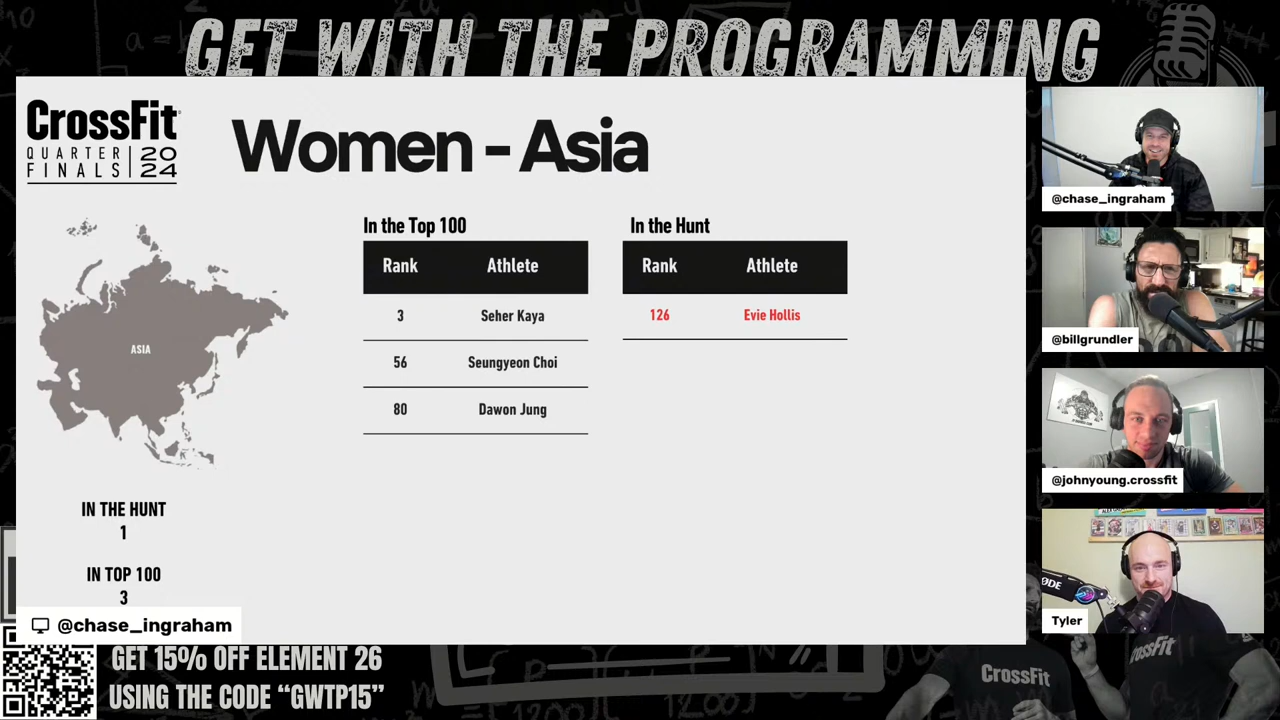 GET WITH THE PROGRAMMING
CrossFit
QUARTER FINALS 2024
Women - Asia
In the Top 100
Rank Athlete
3 Seher Kaya
56 Seungyeon Choi
80 Dawon Jung
In the Hunt
Rank Athlete
126 Evie Hollis
ASIA
IN THE HUNT
1
IN TOP 100
3
@chase_ingraham
GET 15% OFF ELEMENT 26
USING THE CODE “GWTP15”
@chase_ingraham
@billgrundler
@johnyoung.crossfit
Tyler
CrossFit
CrossFit